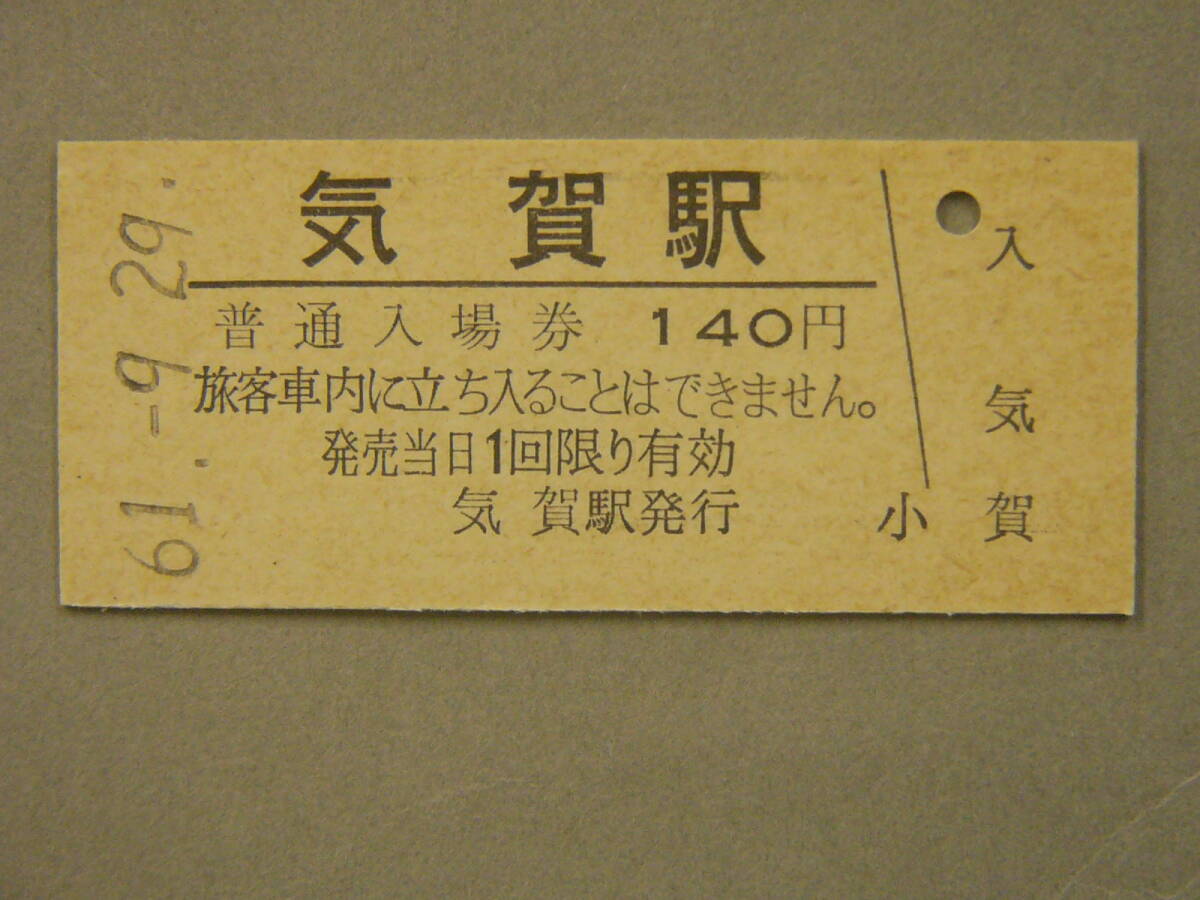 気賀駅
普通入場券 140円
旅客車内に立ち入ることはできません。
発売当日1回限り有効
気賀駅発行
小
入
気
賀
61.-9.29.